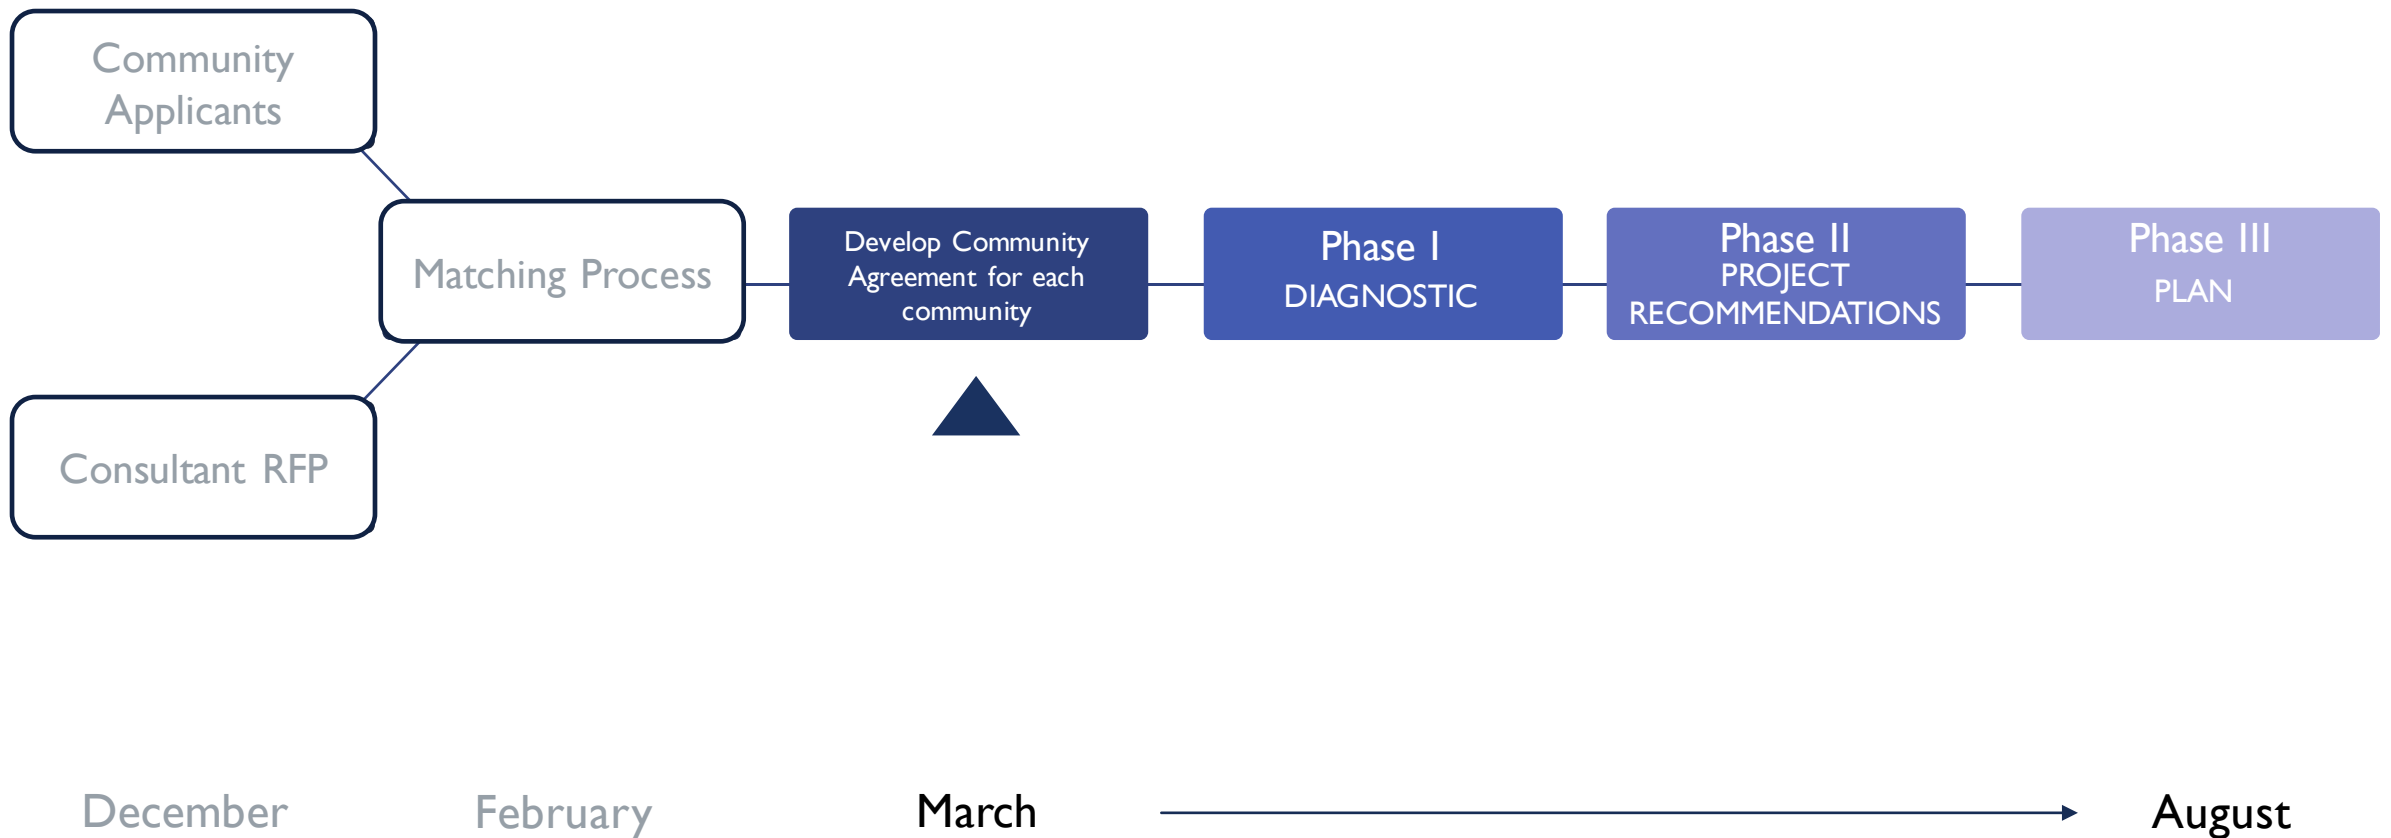 Community
Applicants
Matching Process
Consultant RFP
Develop Community
Agreement for each
community
Phase I
DIAGNOSTIC
Phase II
PROJECT
RECOMMENDATIONS
Phase III
PLAN
December
February
March
August